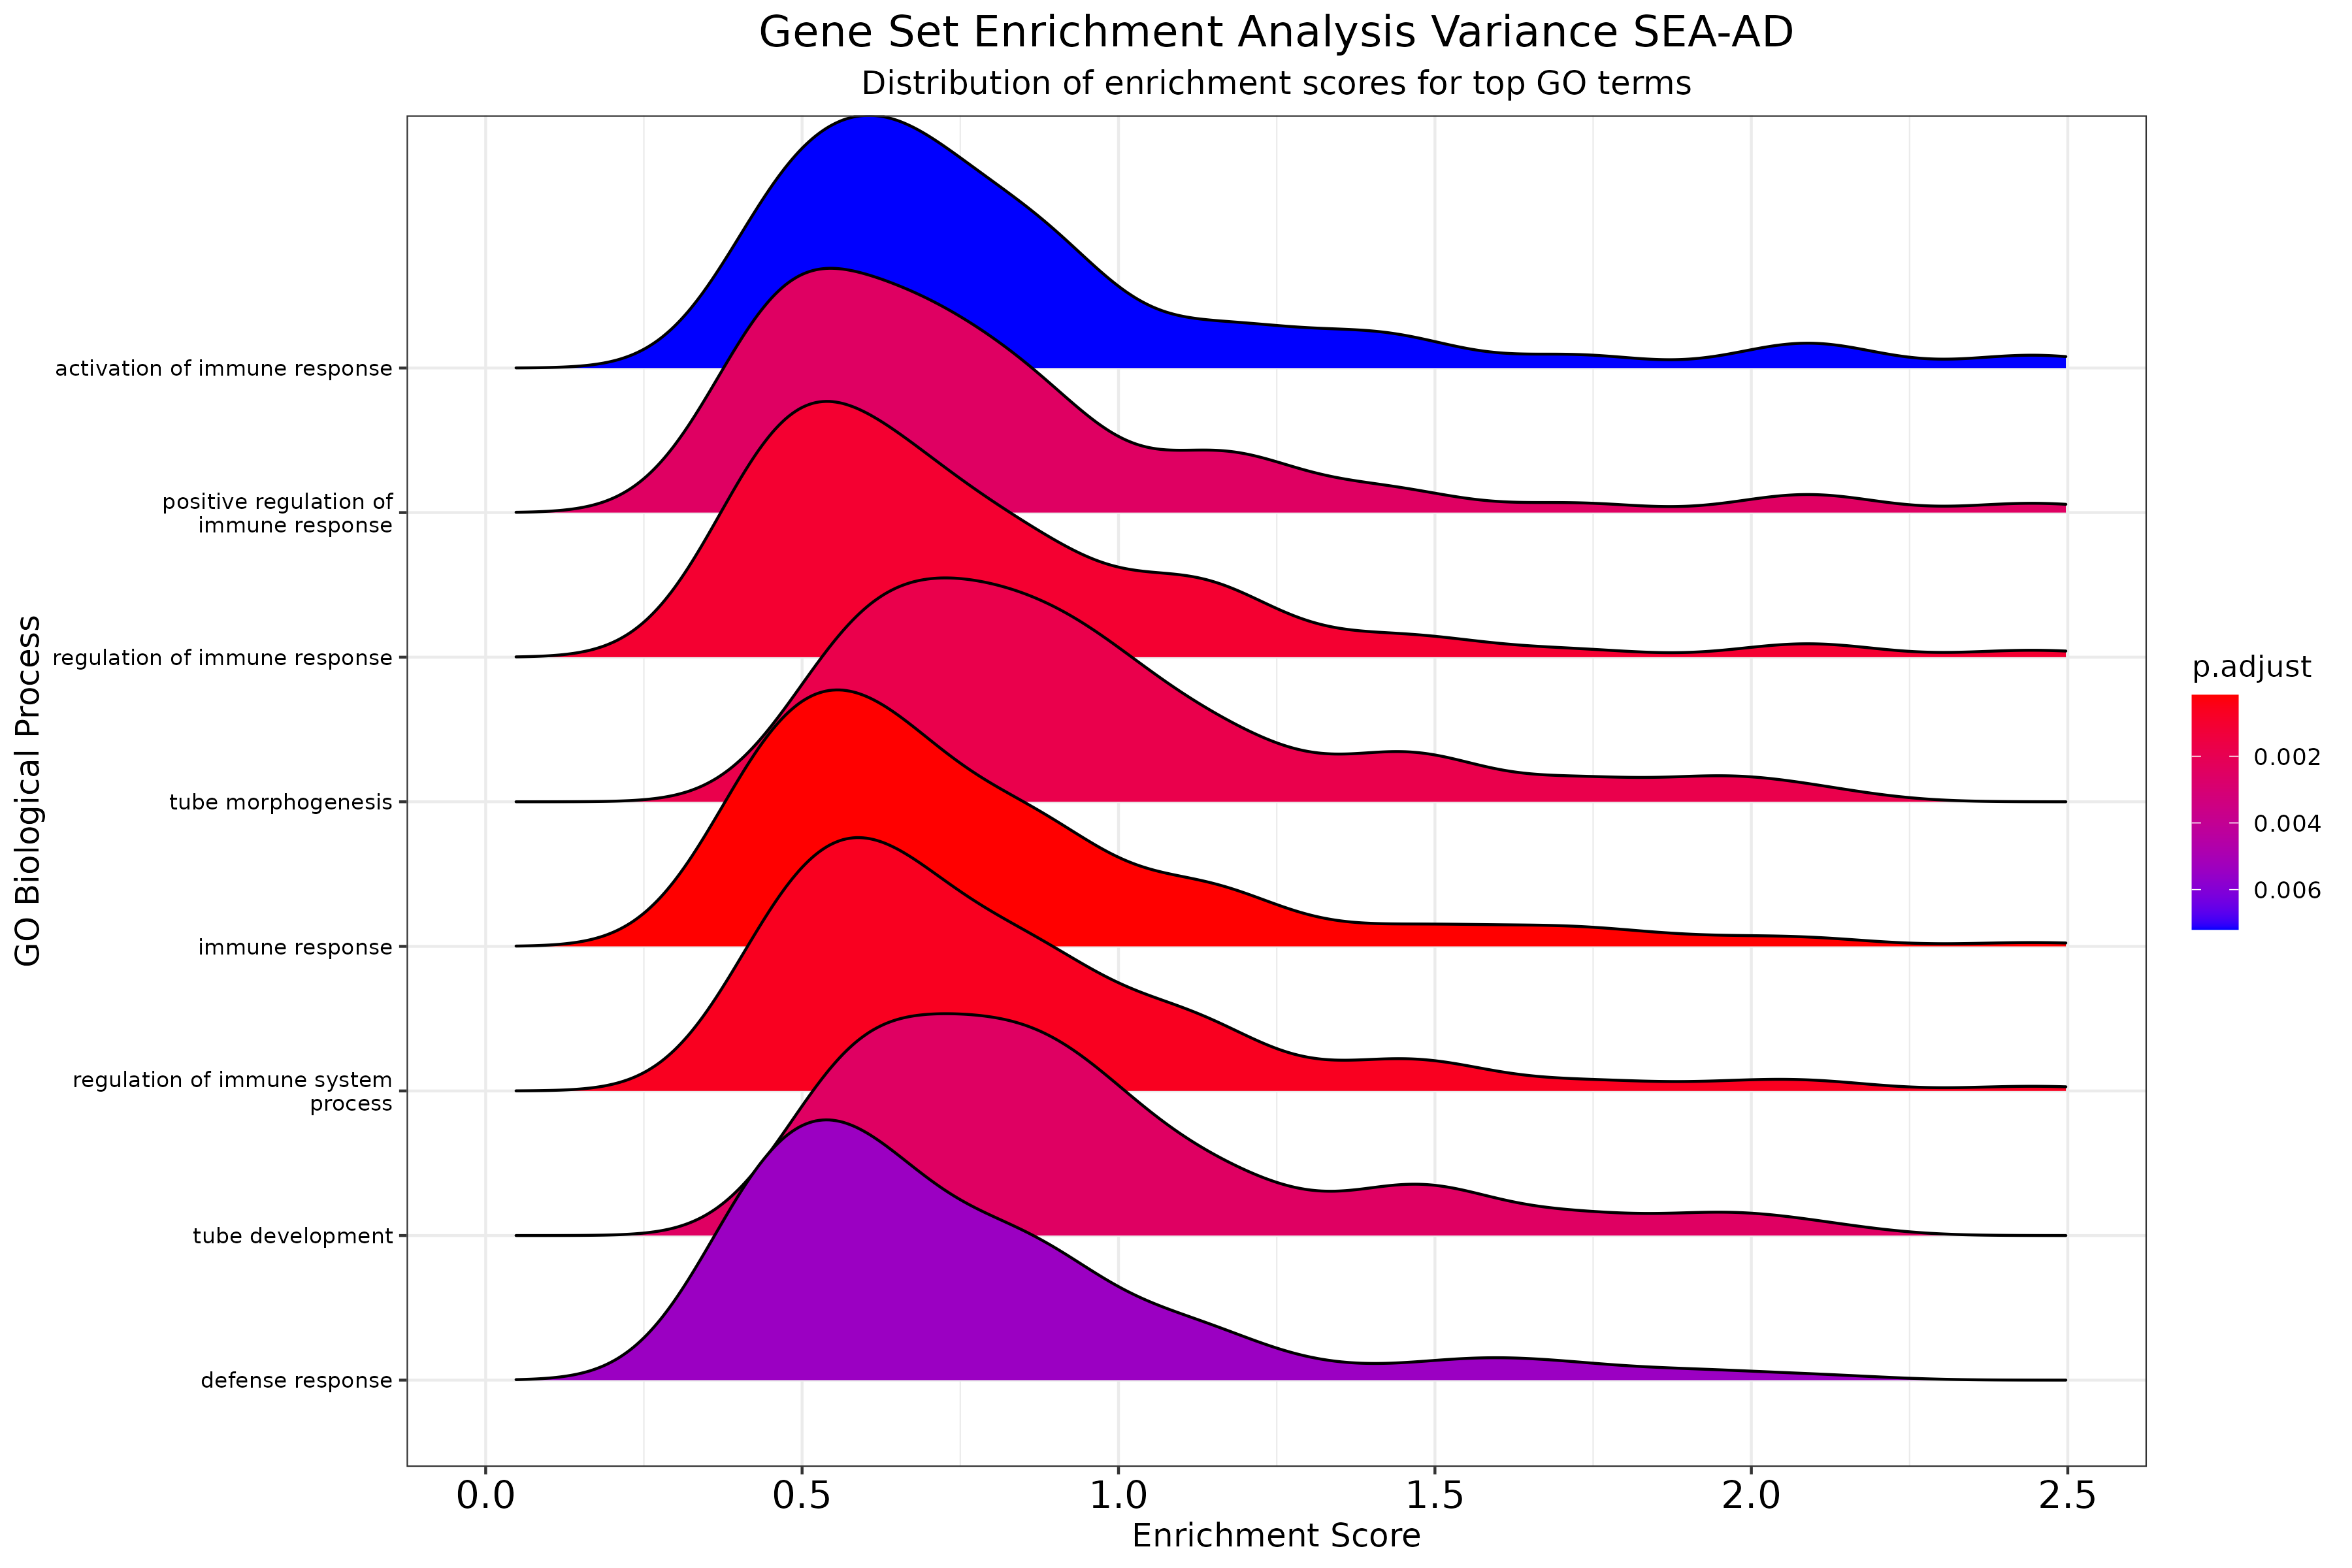 Gene Set Enrichment Analysis Variance SEA-AD
Distribution of enrichment scores for top GO terms
GO Biological Process
activation of immune response
positive regulation of
immune response
regulation of immune response
tube morphogenesis
immune response
regulation of immune system
process
tube development
defense response
0.0 0.5 1.0 1.5 2.0 2.5
Enrichment Score
p.adjust
0.002
0.004
0.006